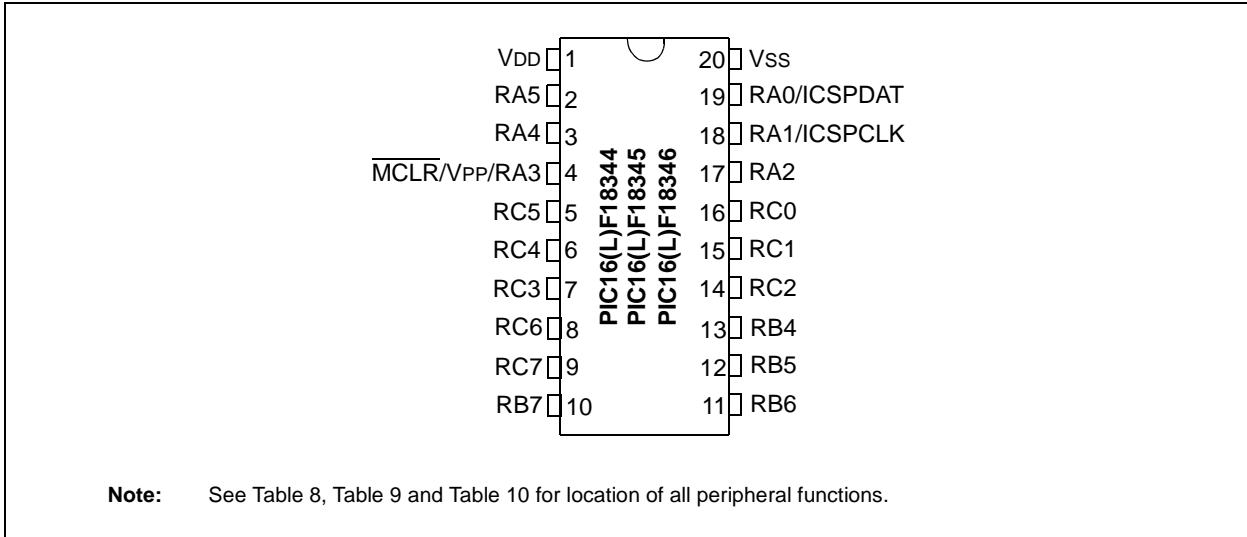 VDD 1 20 VSS
RA5 2 19 RA0/ICSPDAT
RA4 3 18 RA1/ICSPCLK
MCLR/VPP/RA3 4 17 RA2
RC5 5 16 RC0
RC4 6 15 RC1
RC3 7 14 RC2
RC6 8 13 RB4
RC7 9 12 RB5
RB7 10 11 RB6
PIC16(L)F18344
PIC16(L)F18345
PIC16(L)F18346
Note: See Table 8, Table 9 and Table 10 for location of all peripheral functions.